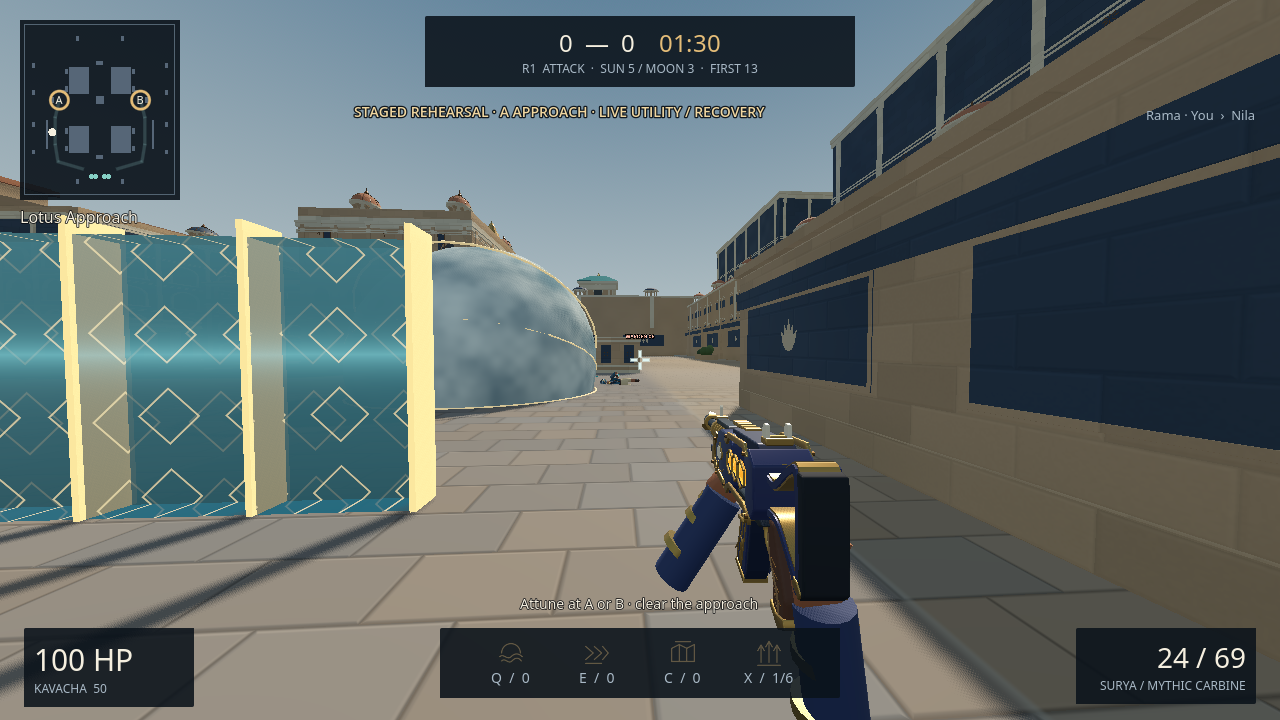 0 — 0 01:30
R1 ATTACK · SUN 5 / MOON 3 · FIRST 13
STAGED REHEARSAL · A APPROACH · LIVE UTILITY / RECOVERY
Rama · You › Nila
A
B
Lotus Approach
Attune at A or B · clear the approach
100 HP
KAVACHA 50
Q / 0
E / 0
C / 0
X / 1/6
24 / 69
SURYA / MYTHIC CARBINE